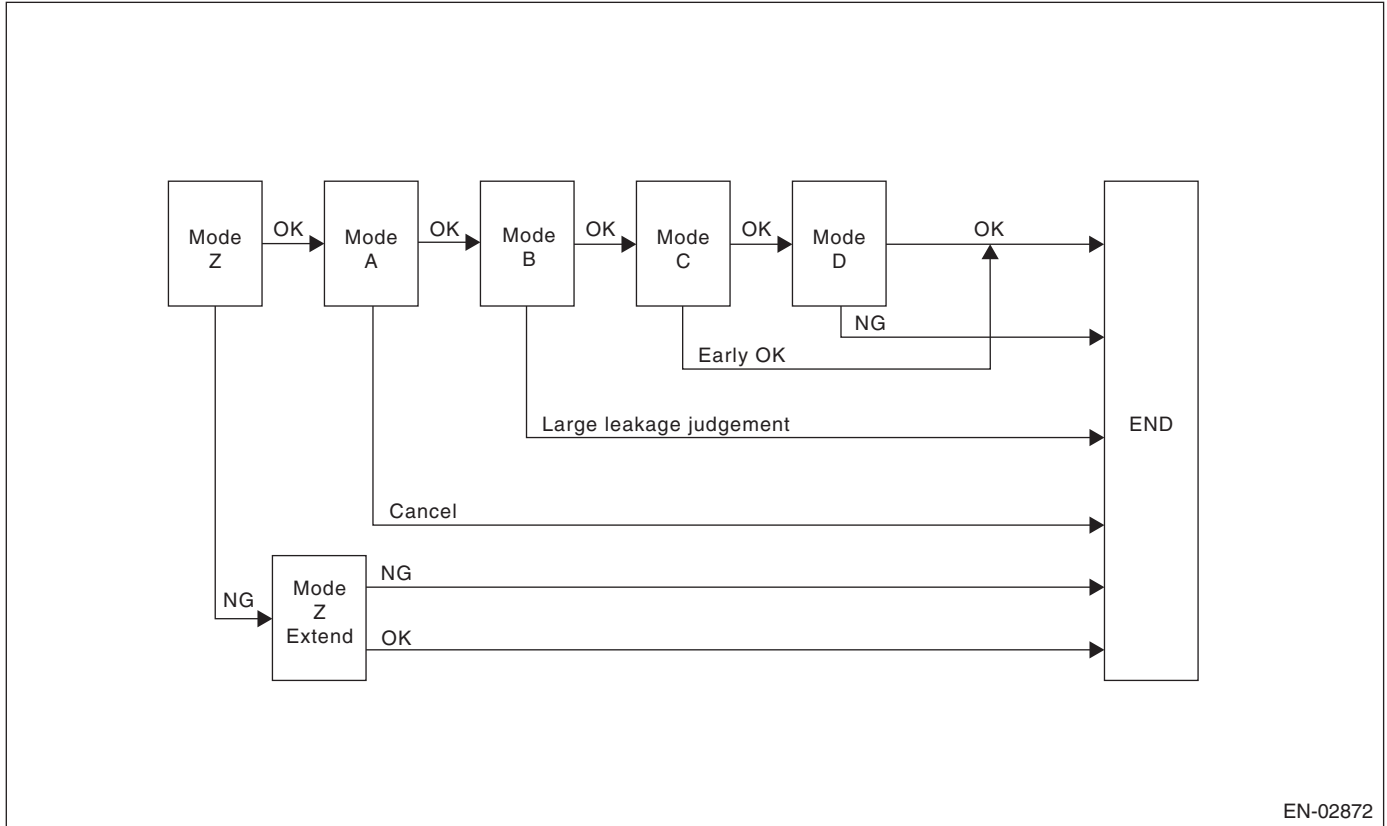 Mode
Z
OK
Mode
A
OK
Mode
B
OK
Mode
C
OK
Mode
D
OK
NG
Early OK
Large leakage judgement
Cancel
END
NG
Mode
Z
Extend
NG
OK
EN-02872